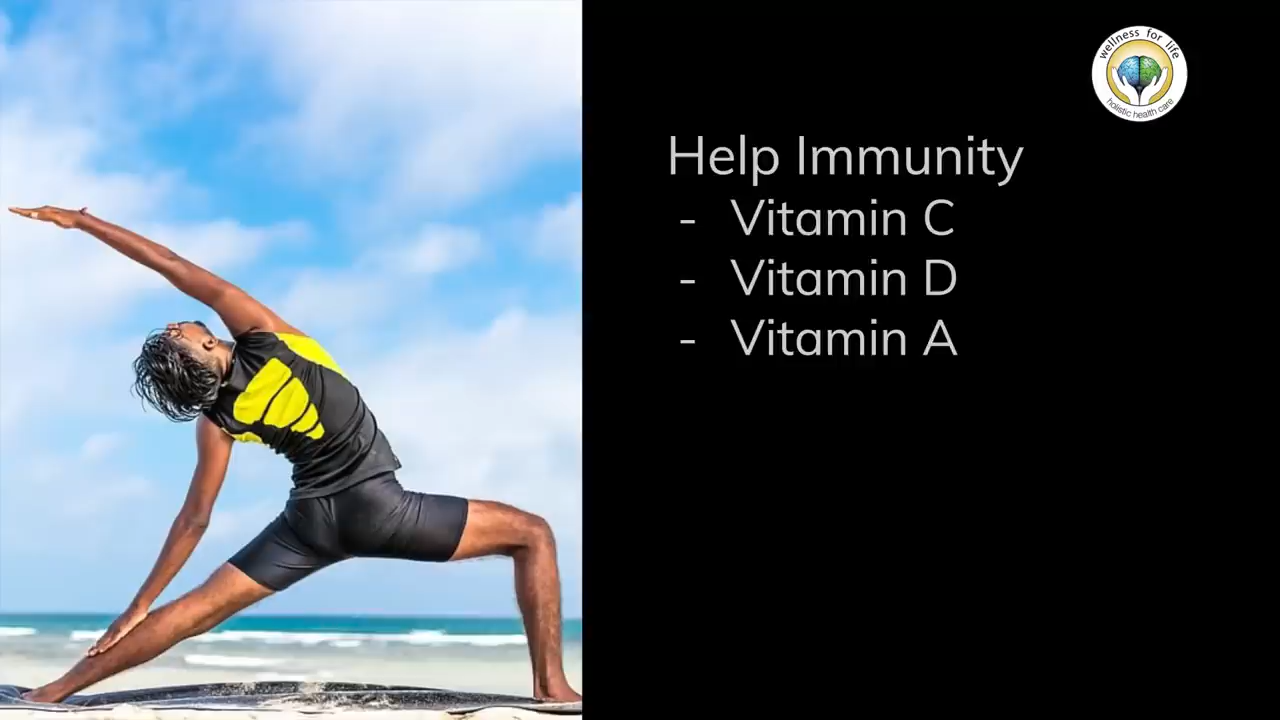 wellness for life
holistic health care
Help Immunity
- Vitamin C
- Vitamin D
- Vitamin A